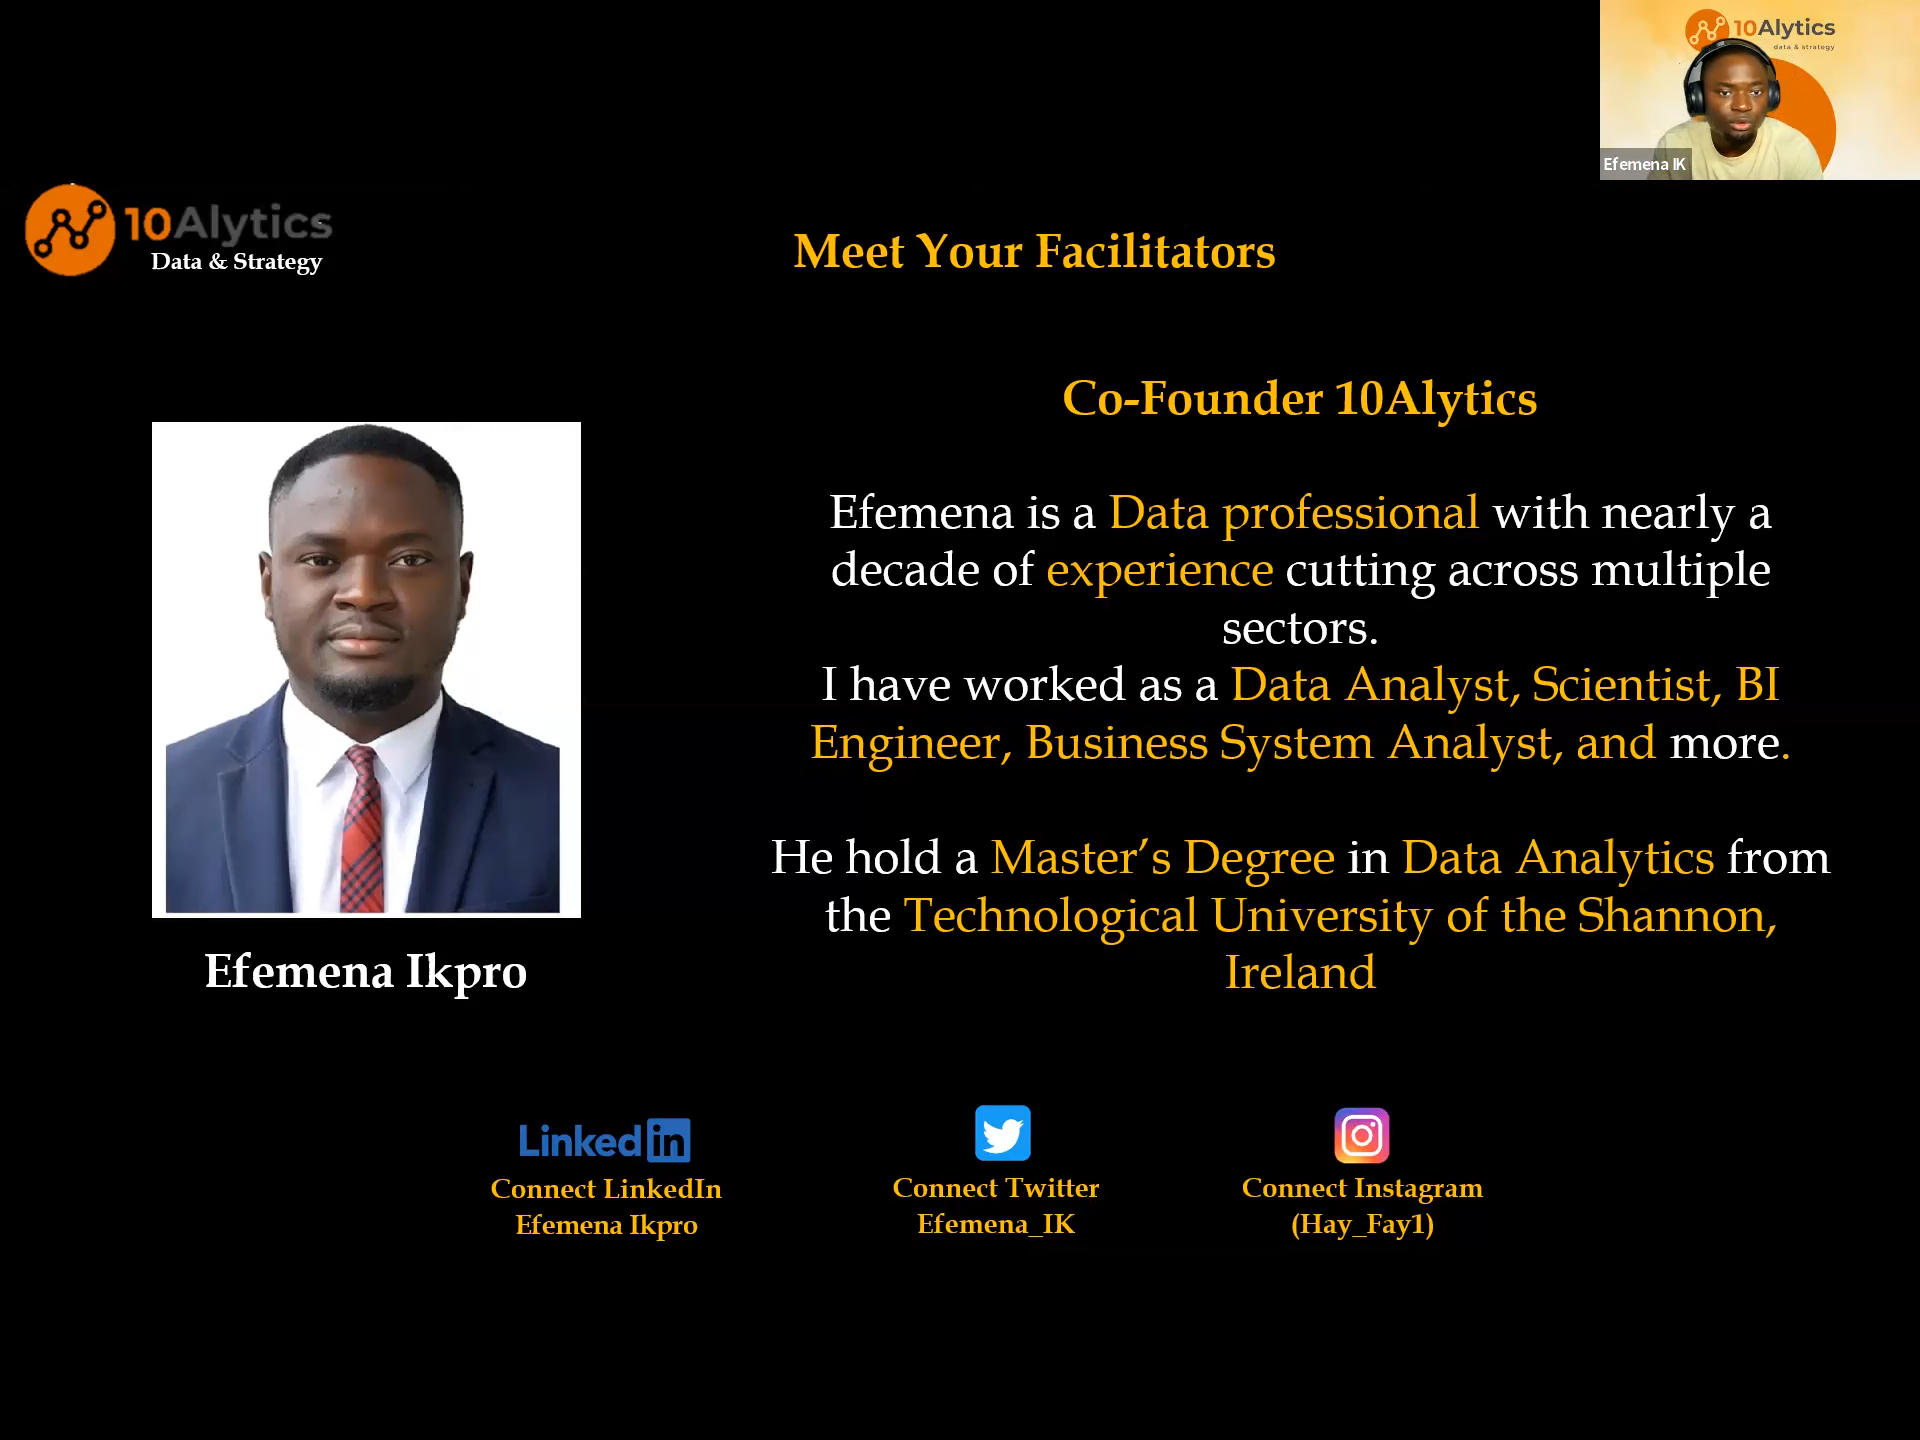 10Alytics
data & strategy
Efemena IK
10Alytics
Data & Strategy
Meet Your Facilitators
Co-Founder 10Alytics
Efemena is a Data professional with nearly a
decade of experience cutting across multiple
sectors.
I have worked as a Data Analyst, Scientist, BI
Engineer, Business System Analyst, and more.
He hold a Master’s Degree in Data Analytics from
the Technological University of the Shannon,
Ireland
Efemena Ikpro
Linked in
Connect LinkedIn
Efemena Ikpro
Connect Twitter
Efemena_IK
Connect Instagram
(Hay_Fay1)